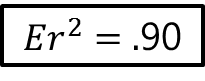 Er² = .90